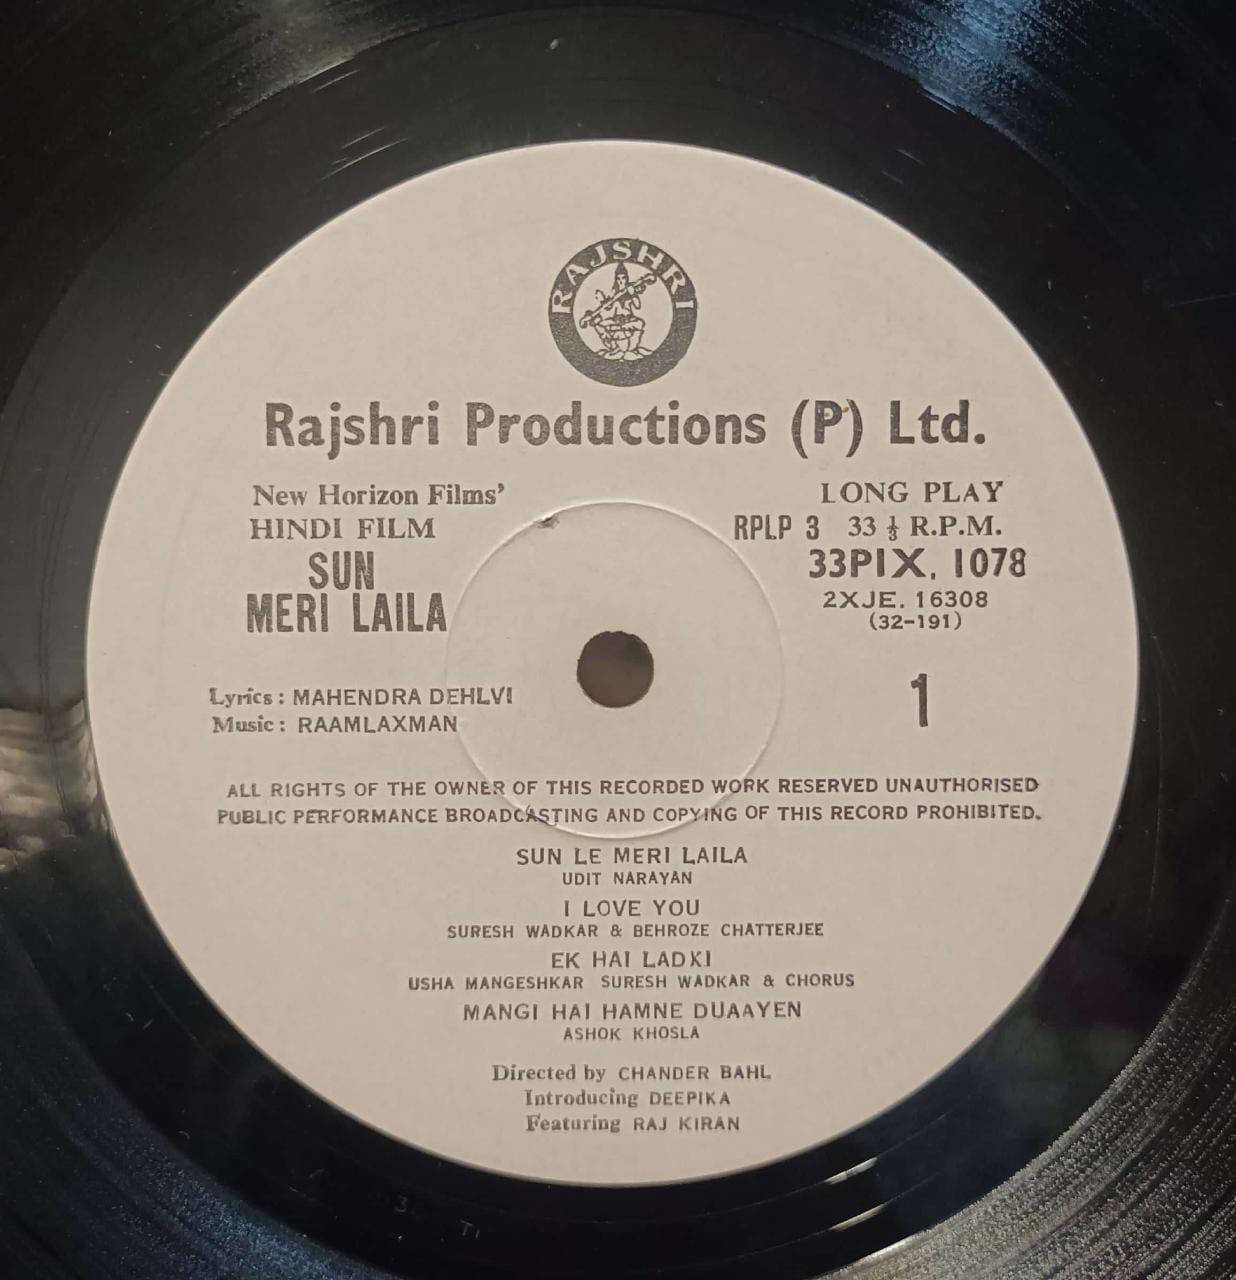 RAJSHRI
Rajshri Productions (P) Ltd.
New Horizon Films'
HINDI FILM
SUN
MERI LAILA
LONG PLAY
RPLP 3 33 1/3 R.P.M.
33PIX. 1078
2XJE. 16308
(32-191)
1
Lyrics : MAHENDRA DEHLVI
Music : RAAMLAXMAN
ALL RIGHTS OF THE OWNER OF THIS RECORDED WORK RESERVED UNAUTHORISED
PUBLIC PERFORMANCE BROADCASTING AND COPYING OF THIS RECORD PROHIBITED.
SUN LE MERI LAILA
UDIT NARAYAN
I LOVE YOU
SURESH WADKAR & BEHROZE CHATTERJEE
EK HAI LADKI
USHA MANGESHKAR SURESH WADKAR & CHORUS
MANGI HAI HAMNE DUAAYEN
ASHOK KHOSLA
Directed by CHANDER BAHL
Introducing DEEPIKA
Featuring RAJ KIRAN